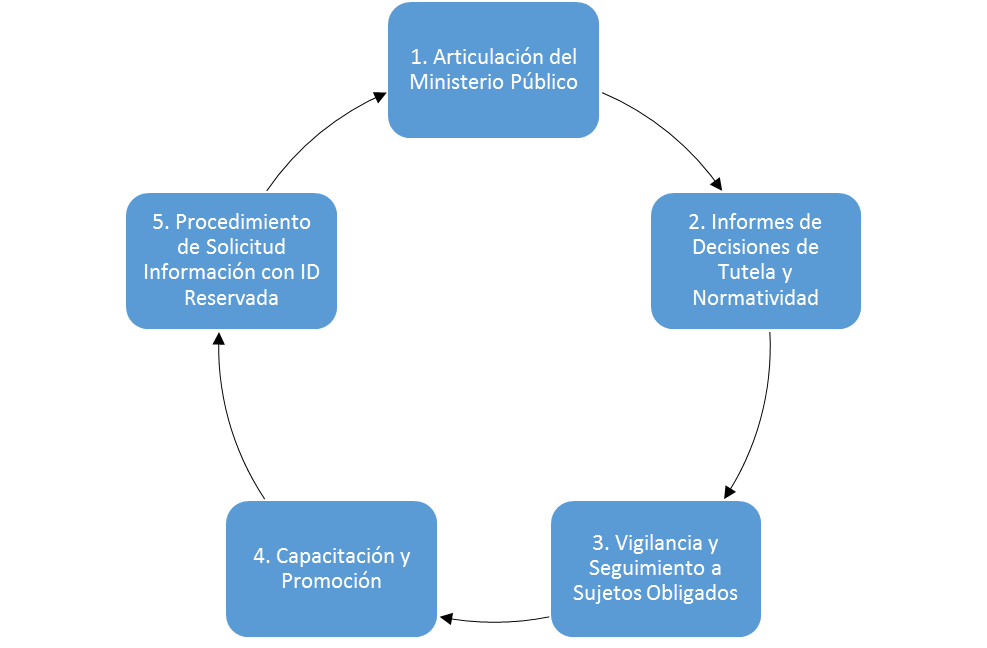 1. Articulación del
Ministerio Público
2. Informes de
Decisiones de
Tutela y
Normatividad
3. Vigilancia y
Seguimiento a
Sujetos Obligados
4. Capacitación y
Promoción
5. Procedimiento
de Solicitud
Información con ID
Reservada